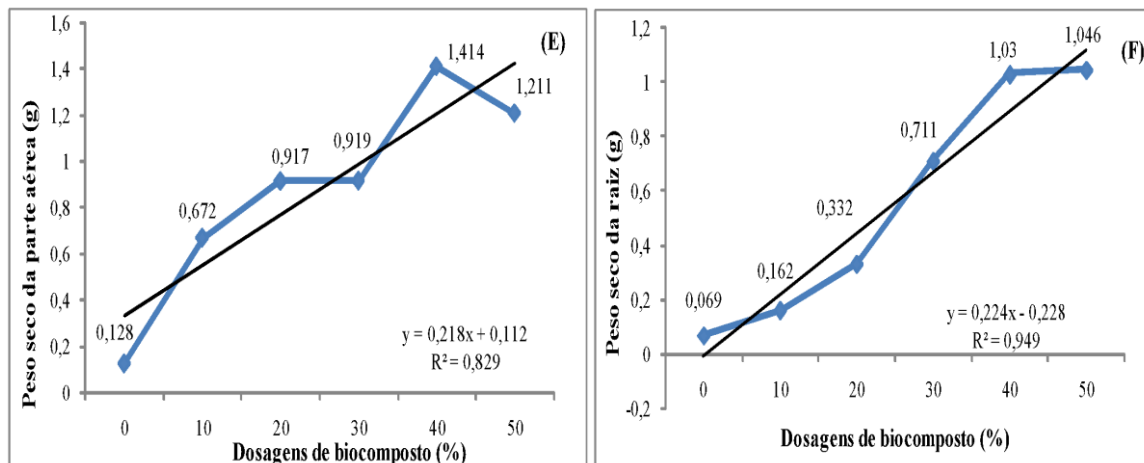 (E)
Peso seco da parte aérea (g)
1,6
1,4
1,2
1
0,8
0,6
0,4
0,2
0
0,128
0,672
0,917
0,919
1,414
1,211
y = 0,218x + 0,112
R² = 0,829
0 10 20 30 40 50
Dosagens de biocomposto (%)
(F)
Peso seco da raiz (g)
1,2
1
0,8
0,6
0,4
0,2
0
-0,2
0,069
0,162
0,332
0,711
1,03
1,046
y = 0,224x - 0,228
R² = 0,949
0 10 20 30 40 50
Dosagens de biocomposto (%)